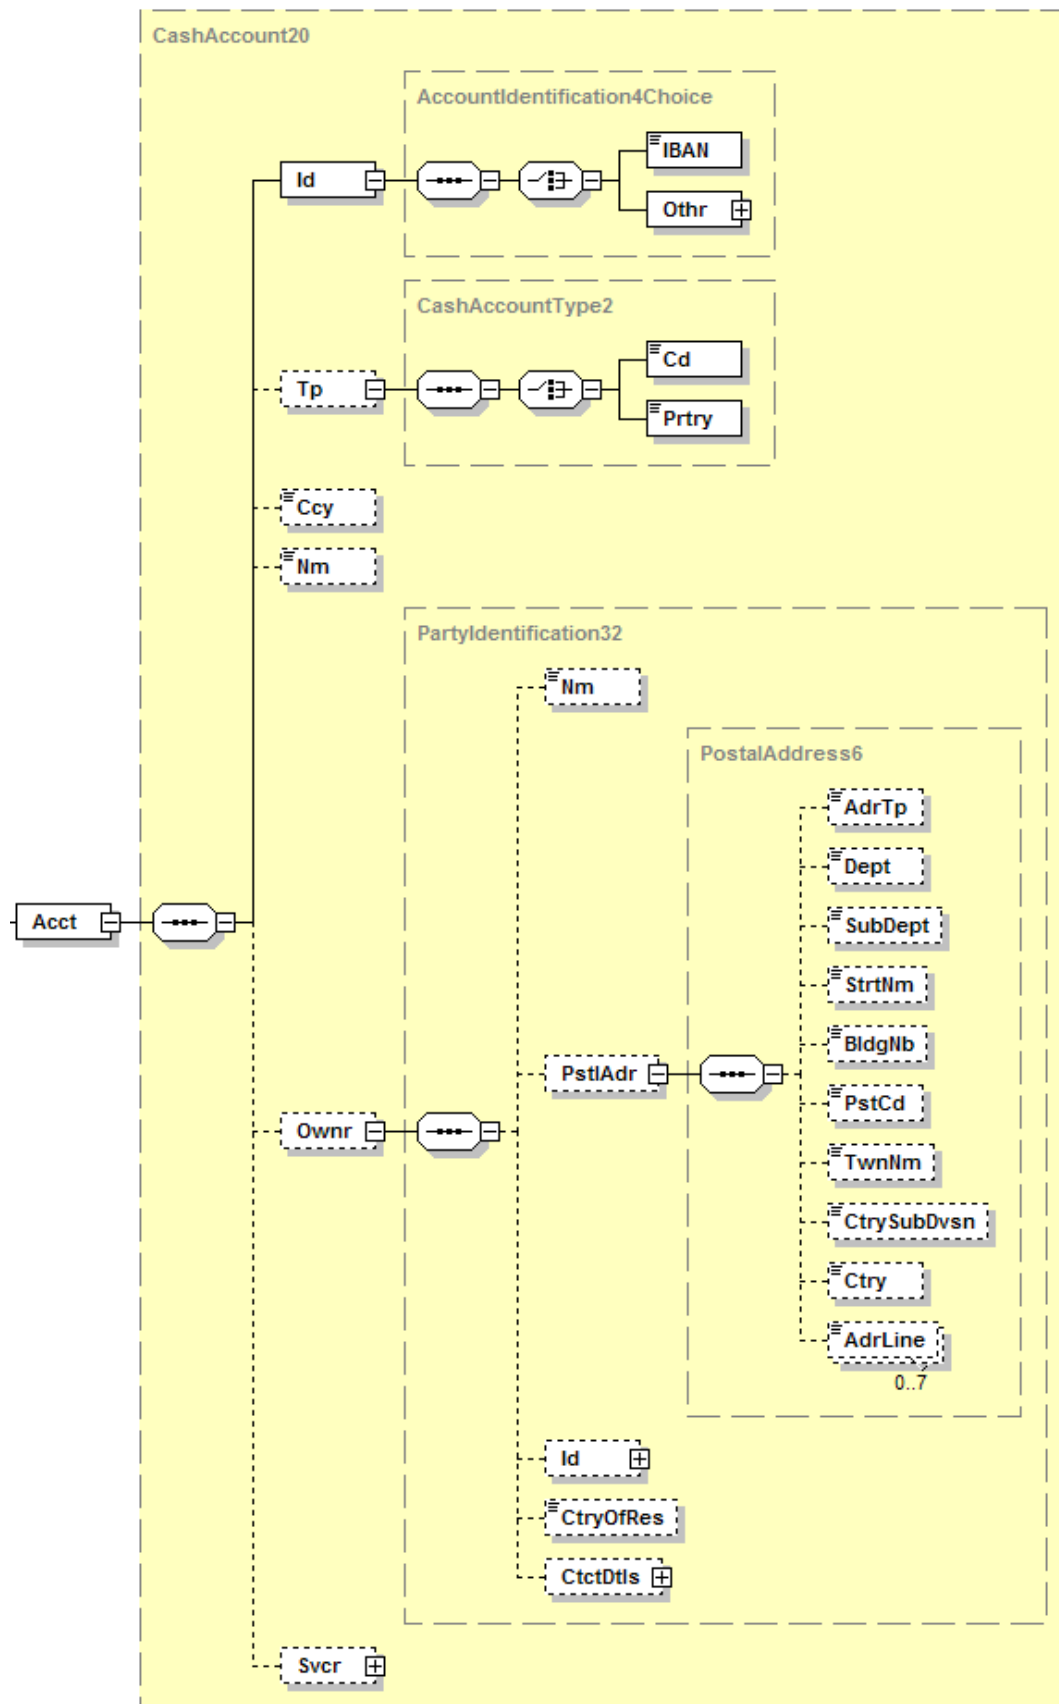 CashAccount20
AccountIdentification4Choice
IBAN
Id
Othr
CashAccountType2
Cd
Tp
Prtry
Ccy
Nm
PartyIdentification32
Nm
PostalAddress6
AdrTp
Dept
Acct
SubDept
StrtNm
BldgNb
PstlAdr
PstCd
Ownr
TwnNm
CtrySubDvsn
Ctry
AdrLine
0..7
Id
CtryOfRes
CtctDtls
Svcr